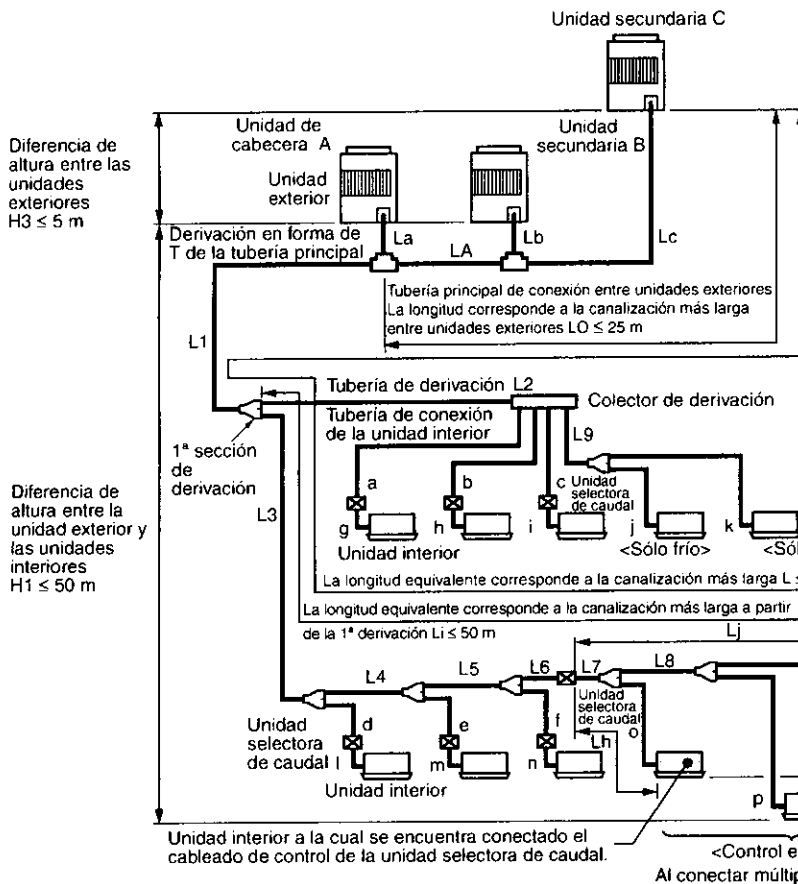 Unidad secundaria C
Unidad de
cabecera A
Unidad
secundaria B
Diferencia de
altura entre las
unidades
exteriores
H3 ≤ 5 m
Unidad
exterior
Derivación en forma de
T de la tubería principal
La
LA
Lb
Lc
Tubería principal de conexión entre unidades exteriores
La longitud corresponde a la canalización más larga
entre unidades exteriores LO ≤ 25 m
L1
Tubería de derivación
L2
Colector de derivación
Tubería de conexión
de la unidad interior
L9
1ª sección
de
derivación
L3
a
b
c
Unidad
selectora
de caudal
g
h
i
j
k
Unidad interior
<Sólo frío>
<Sól
Diferencia de
altura entre la
unidad exterior y
las unidades
interiores
H1 ≤ 50 m
La longitud equivalente corresponde a la canalización más larga L ≤
La longitud equivalente corresponde a la canalización más larga a partir
de la 1ª derivación Li ≤ 50 m
Lj
L4
L5
L6
L7
L8
Unidad
selectora
de caudal
d
e
f
Unidad
selectora
de caudal
Lh
o
l
m
n
p
Unidad interior
Unidad interior a la cual se encuentra conectado el
cableado de control de la unidad selectora de caudal.
<Control e
Al conectar múltip